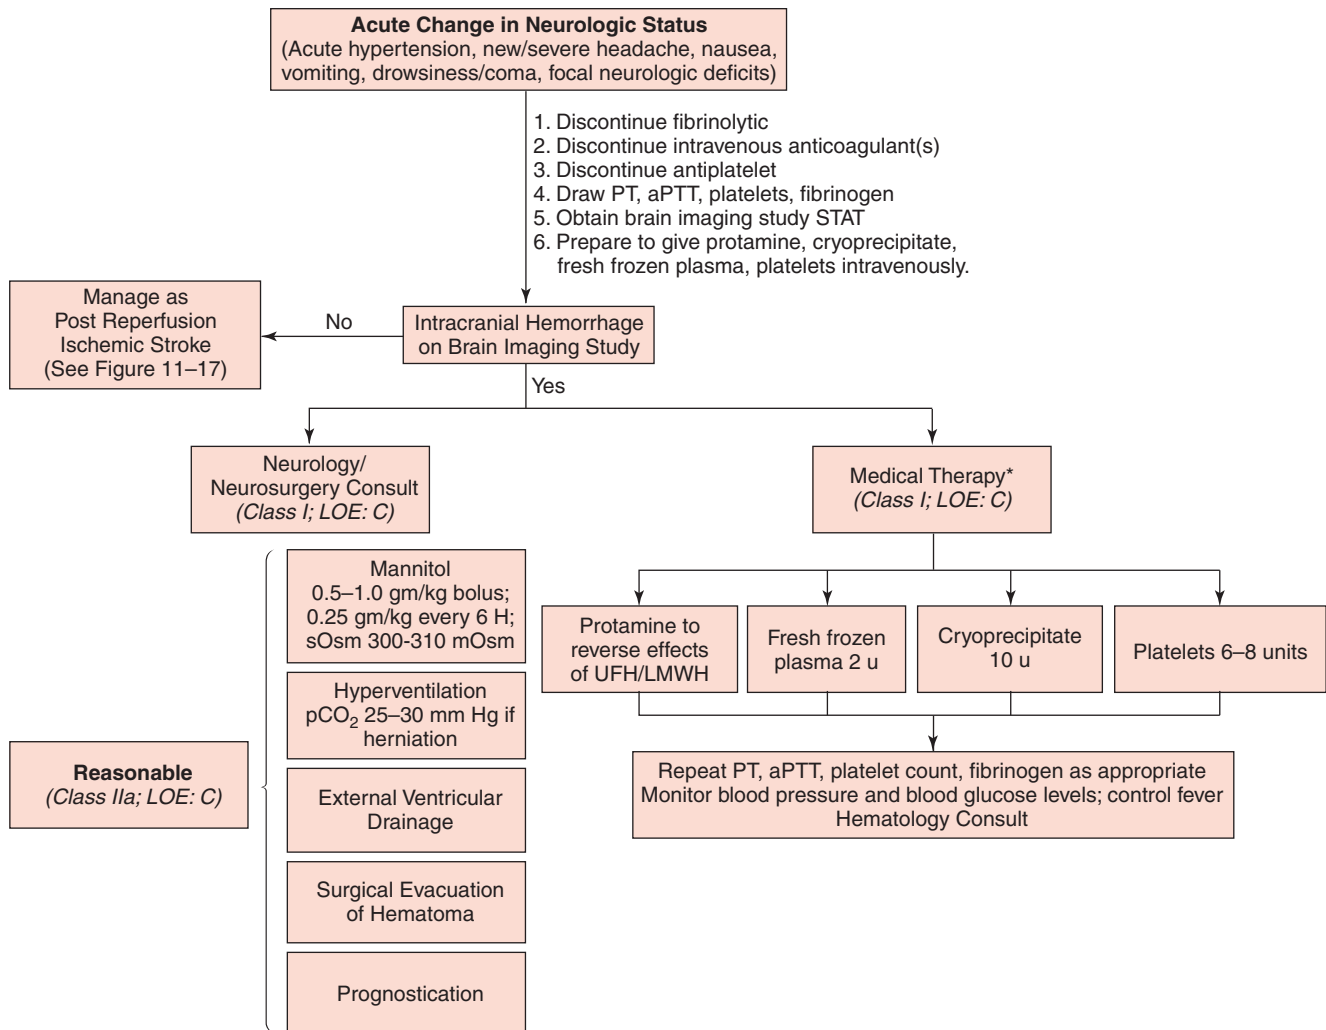 Acute Change in Neurologic Status
(Acute hypertension, new/severe headache, nausea,
vomiting, drowsiness/coma, focal neurologic deficits)
1. Discontinue fibrinolytic
2. Discontinue intravenous anticoagulant(s)
3. Discontinue antiplatelet
4. Draw PT, aPTT, platelets, fibrinogen
5. Obtain brain imaging study STAT
6. Prepare to give protamine, cryoprecipitate,
fresh frozen plasma, platelets intravenously.
Manage as
Post Reperfusion
Ischemic Stroke
(See Figure 11–17)
No
Intracranial Hemorrhage
on Brain Imaging Study
Yes
Neurology/
Neurosurgery Consult
(Class I; LOE: C)
Medical Therapy*
(Class I; LOE: C)
Reasonable
(Class IIa; LOE: C)
Mannitol
0.5–1.0 gm/kg bolus;
0.25 gm/kg every 6 H;
sOsm 300-310 mOsm
Hyperventilation
pCO2 25–30 mm Hg if
herniation
External Ventricular
Drainage
Surgical Evacuation
of Hematoma
Prognostication
Protamine to
reverse effects
of UFH/LMWH
Fresh frozen
plasma 2 u
Cryoprecipitate
10 u
Platelets 6–8 units
Repeat PT, aPTT, platelet count, fibrinogen as appropriate
Monitor blood pressure and blood glucose levels; control fever
Hematology Consult